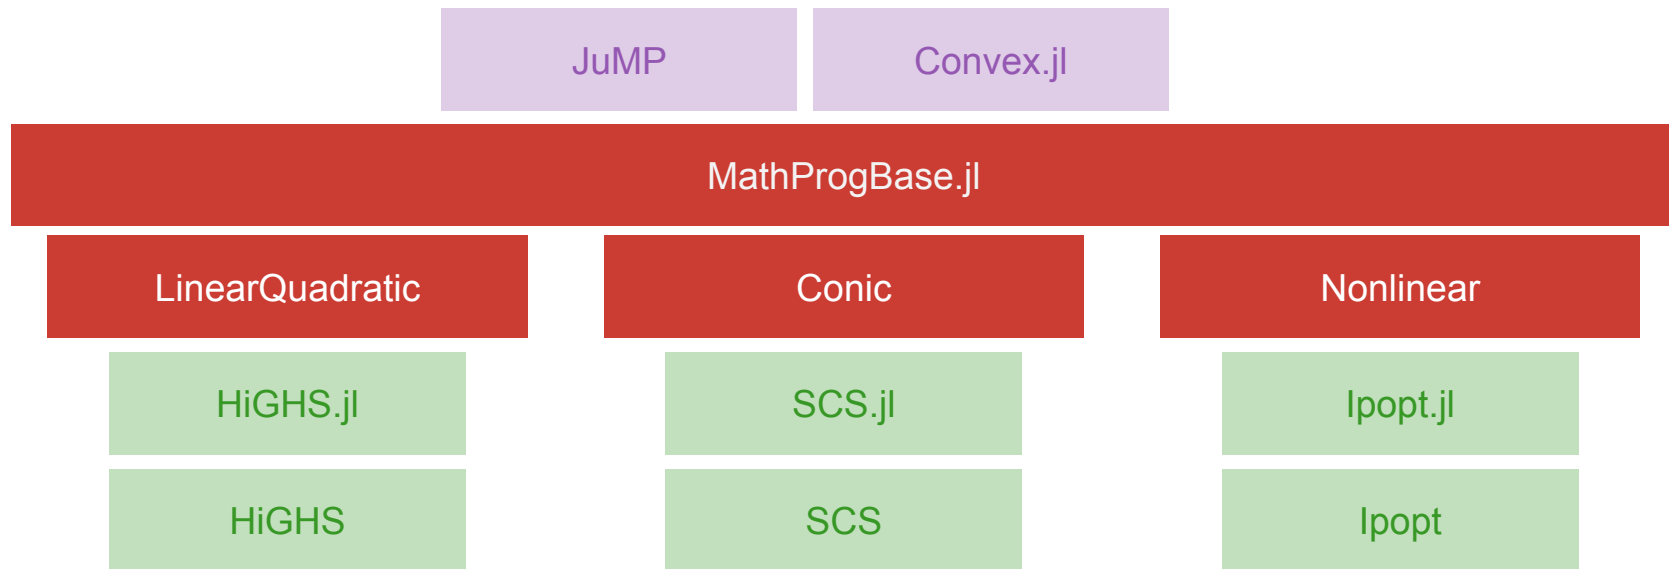 JuMP
Convex.jl
MathProgBase.jl
LinearQuadratic
Conic
Nonlinear
HiGHS.jl
SCS.jl
Ipopt.jl
HiGHS
SCS
Ipopt